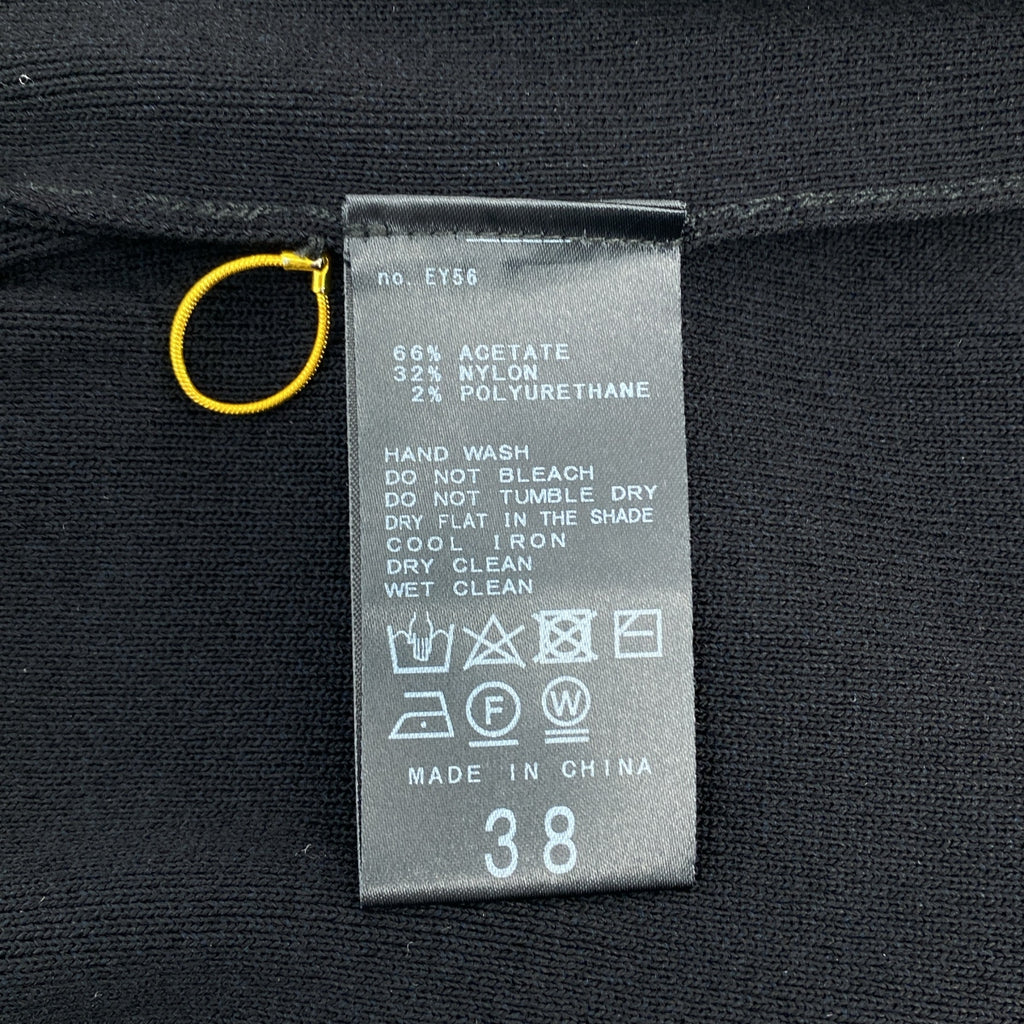 no. EY56
66% ACETATE
32% NYLON
2% POLYURETHANE
HAND WASH
DO NOT BLEACH
DO NOT TUMBLE DRY
DRY FLAT IN THE SHADE
COOL IRON
DRY CLEAN
WET CLEAN
F W
MADE IN CHINA
38